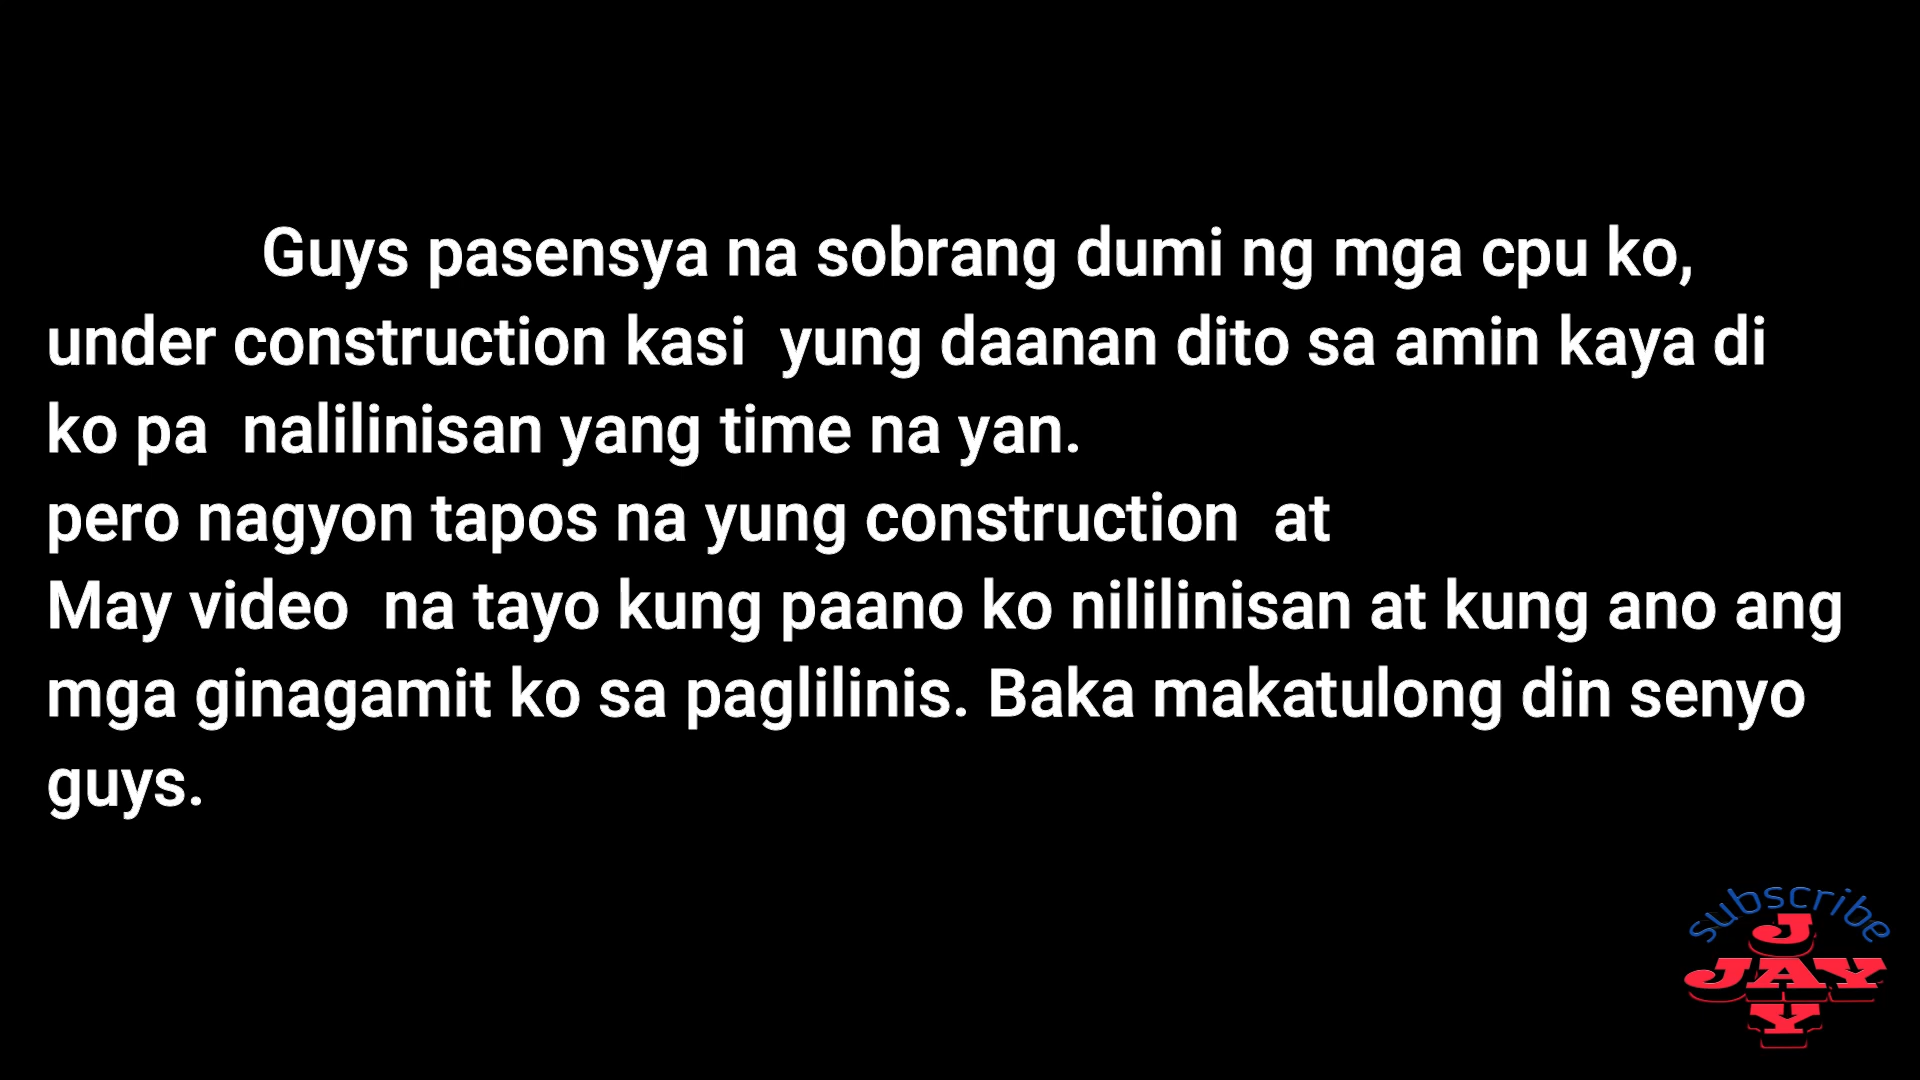 Guys pasensya na sobrang dumi ng mga cpu ko,
under construction kasi yung daanan dito sa amin kaya di
ko pa nalilinisan yang time na yan.
pero nagyon tapos na yung construction at
May video na tayo kung paano ko nililinisan at kung ano ang
mga ginagamit ko sa paglilinis. Baka makatulong din senyo
guys.
subscribe
J
JAY
Y